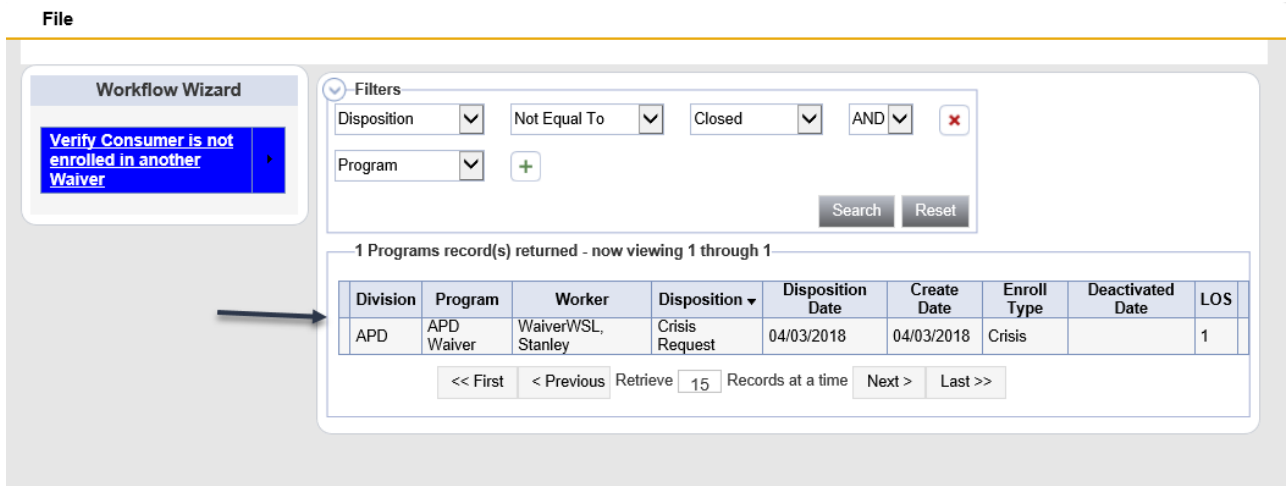 File
Workflow Wizard
Verify Consumer is not
enrolled in another
Waiver
Filters
Disposition Not Equal To Closed AND
Program
Search Reset
1 Programs record(s) returned - now viewing 1 through 1
Division Program Worker Disposition Disposition Date Create Date Enroll Type Deactivated Date LOS
APD APD Waiver WaiverWSL, Stanley Crisis Request 04/03/2018 04/03/2018 Crisis 1
<< First < Previous Retrieve 15 Records at a time Next > Last >>